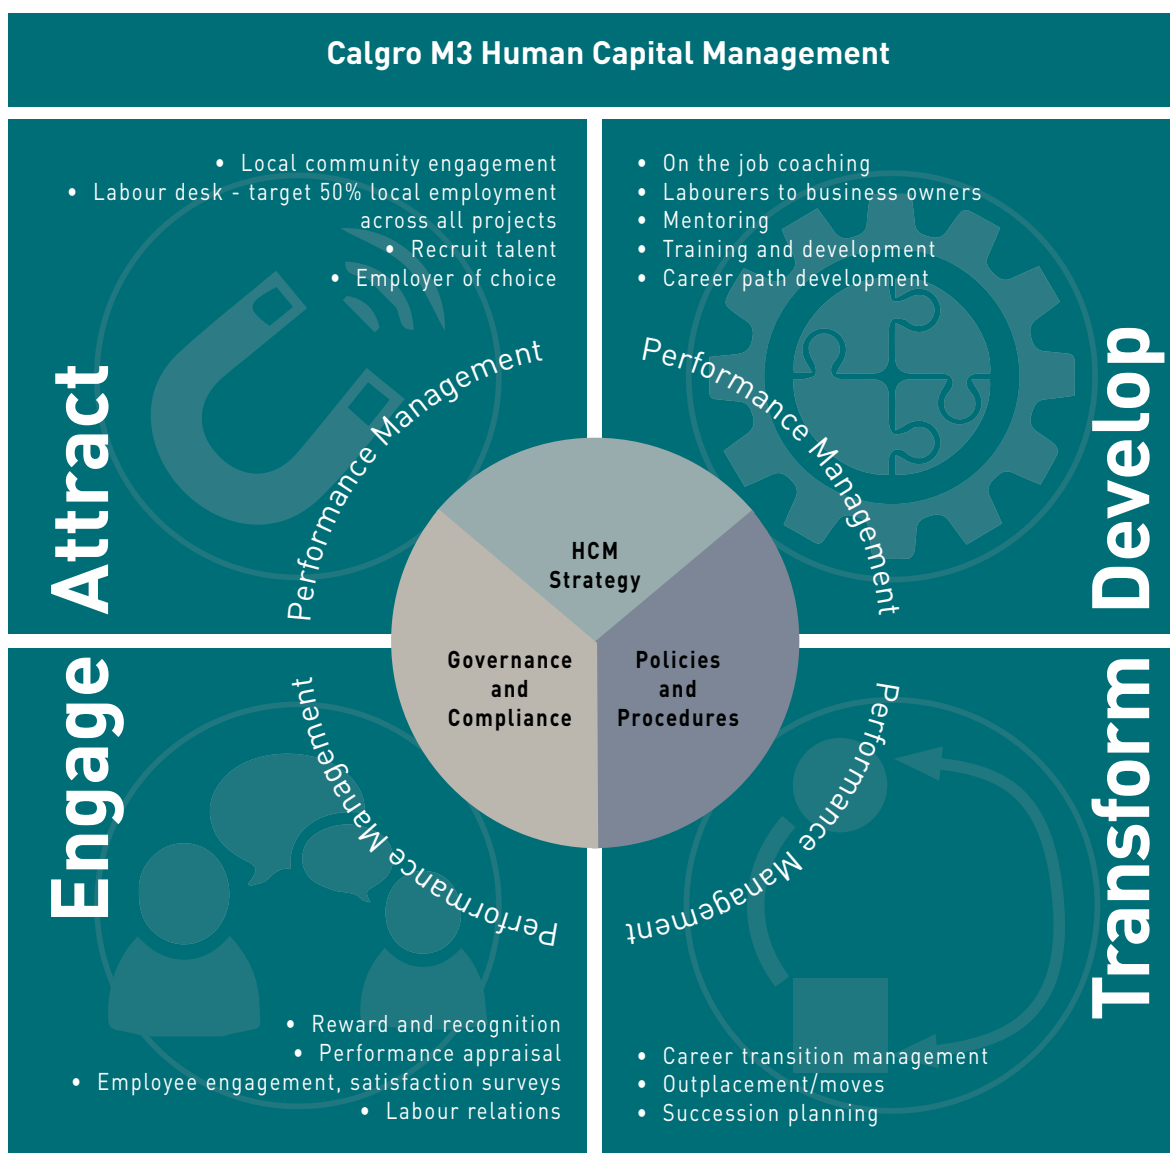 Calgro M3 Human Capital Management
• Local community engagement
• Labour desk - target 50% local employment
across all projects
• Recruit talent
• Employer of choice
Attract
Performance Management
• On the job coaching
• Labourers to business owners
• Mentoring
• Training and development
• Career path development
Develop
Performance Management
HCM
Strategy
Governance
and
Compliance
Policies
and
Procedures
Engage
Performance Management
• Reward and recognition
• Performance appraisal
• Employee engagement, satisfaction surveys
• Labour relations
Transform
Performance Management
• Career transition management
• Outplacement/moves
• Succession planning